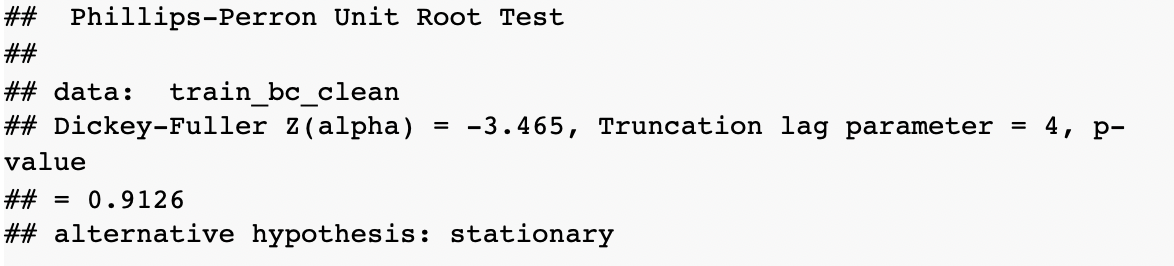 ##  Phillips-Perron Unit Root Test
##
## data:  train_bc_clean
## Dickey-Fuller Z(alpha) = -3.465, Truncation lag parameter = 4, p-
value
## = 0.9126
## alternative hypothesis: stationary